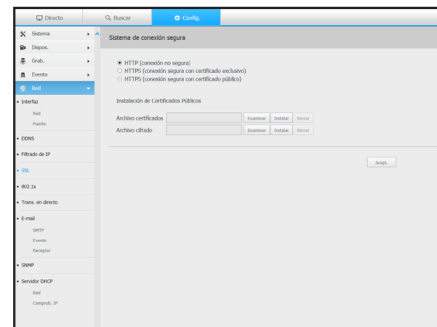 Directo
Buscar
Config.
Sistema
Dispos.
Grab.
Evento
Red
Interfaz
Red
Puerto
DDNS
Filtrado de IP
SSL
802.1x
Trans. en directo
E-mail
SMTP
Evento
Receptor
SNMP
Servidor DHCP
Red
Comprob. IP
Sistema de conexión segura
HTTP (conexión no segura)
HTTPS (conexión segura con certificado exclusivo)
HTTPS (conexión segura con certificado público)
Instalación de Certificados Públicos
Archivo certificados Examinar Instalar Borrar
Archivo cifrado Examinar Instalar Borrar
Acept.